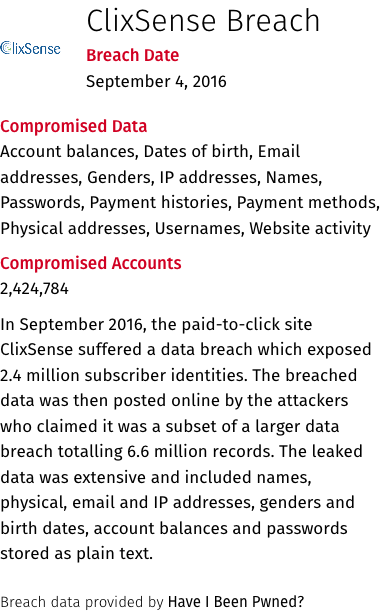 ClixSense Breach
ClixSense
Breach Date
September 4, 2016
Compromised Data
Account balances, Dates of birth, Email
addresses, Genders, IP addresses, Names,
Passwords, Payment histories, Payment methods,
Physical addresses, Usernames, Website activity
Compromised Accounts
2,424,784
In September 2016, the paid-to-click site
ClixSense suffered a data breach which exposed
2.4 million subscriber identities. The breached
data was then posted online by the attackers
who claimed it was a subset of a larger data
breach totalling 6.6 million records. The leaked
data was extensive and included names,
physical, email and IP addresses, genders and
birth dates, account balances and passwords
stored as plain text.
Breach data provided by Have I Been Pwned?